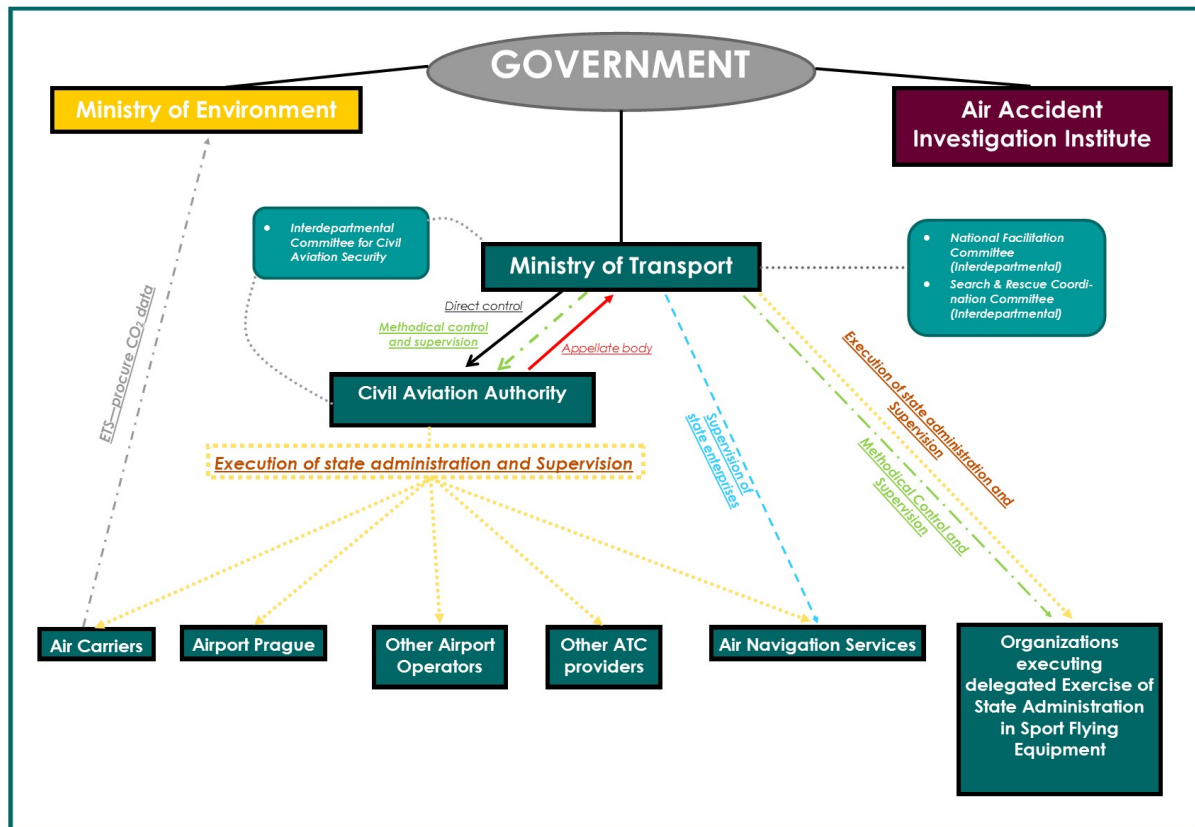 GOVERNMENT
Ministry of Environment
Air Accident
Investigation Institute
Interdepartmental
Committee for Civil
Aviation Security
National Facilitation
Committee
(Interdepartmental)
Search & Rescue Coordi-
nation Committee
(Interdepartmental)
Ministry of Transport
Direct control
Methodical control
and supervision
Appellate body
ETS—procure CO₂ data
Civil Aviation Authority
Execution of state administration and Supervision
Supervision of
state enterprises
Execution of state administration and
Supervision
Methodical Control and
Supervision
Air Carriers
Airport Prague
Other Airport
Operators
Other ATC
providers
Air Navigation Services
Organizations
executing
delegated Exercise of
State Administration
in Sport Flying
Equipment